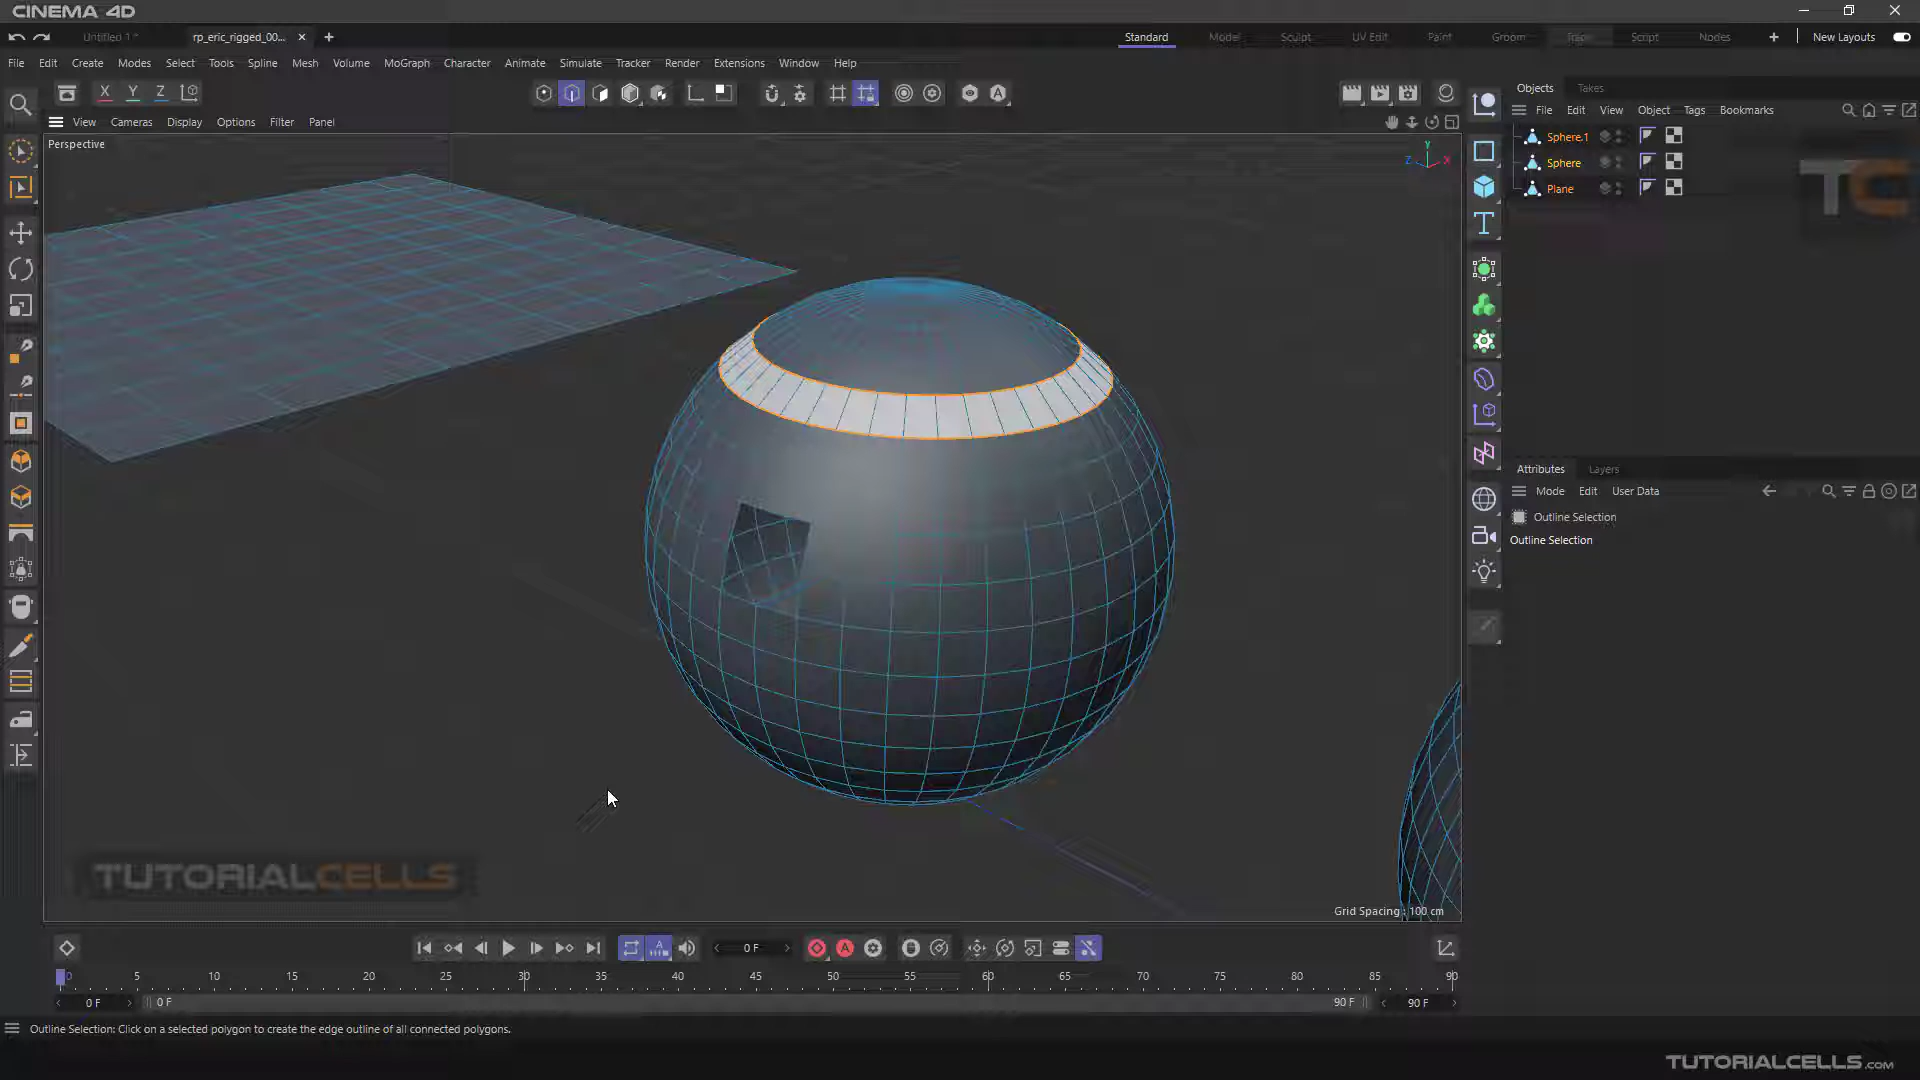 CINEMA 4D
Untitled 1 *
rp_eric_rigged_00...
Standard
Model
Sculpt
UV Edit
Paint
Groom
Track
Script
Nodes
New Layouts
File Edit Create Modes Select Tools Spline Mesh Volume MoGraph Character Animate Simulate Tracker Render Extensions Window Help
X Y Z
View Cameras Display Options Filter Panel
Perspective
Y
Z X
Objects Takes
File Edit View Object Tags Bookmarks
Sphere.1
Sphere
Plane
TC
Attributes Layers
Mode Edit User Data
Outline Selection
Outline Selection
TUTORIALCELLS
Grid Spacing : 100 cm
0 F
0 5 10 15 20 25 30 35 40 45 50 55 60 65 70 75 80 85 90
0 F
0 F
90 F
90 F
Outline Selection: Click on a selected polygon to create the edge outline of all connected polygons.
TUTORIALCELLS.com